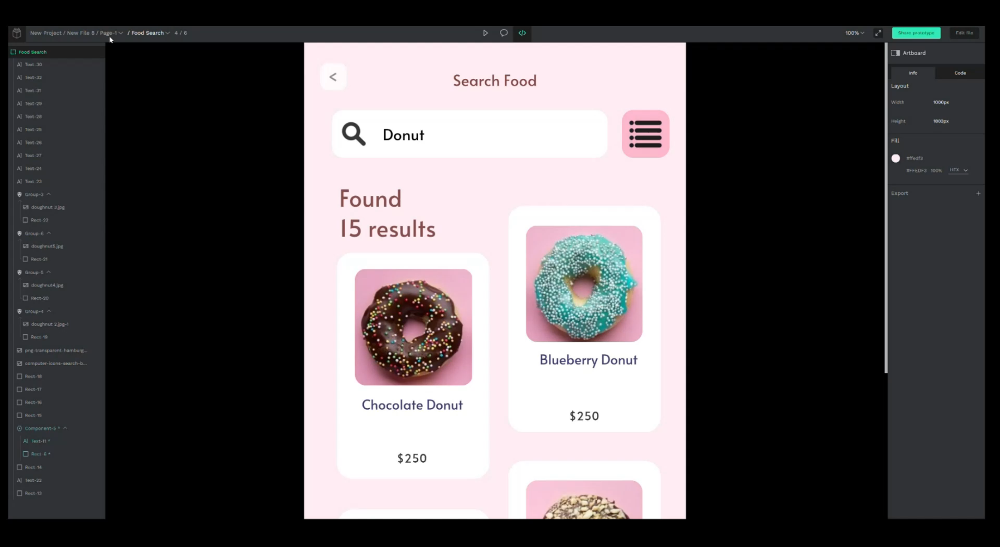 New Project / New File 8 / Page-1 / Food Search 4 / 6
100%
Share prototype
Edit file
Food Search
Text-30
Text-32
Text-31
Text-29
Text-28
Text-25
Text-26
Text-27
Text-24
Text-23
Group-3
doughnut 3.jpg
Rect-22
Group-6
doughnut5.jpg
Rect-21
Group-5
doughnut4.jpg
Rect-20
Group-4
doughnut 2.jpg-1
Rect-19
png-transparent-hamburg...
computer-icons-search-b...
Rect-18
Rect-17
Rect-16
Rect-15
Component-5 *
Text-11 *
Rect-6 *
Rect-14
Text-22
Rect-13
<
Search Food
Donut
Found
15 results
Chocolate Donut
$250
Blueberry Donut
$250
Artboard
Info
Code
Layout
Width 1000px
Height 1803px
Fill
#ffedf3
#FFEDF3 100% HEX
Export +